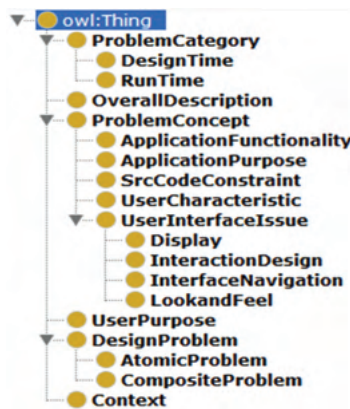 owl:Thing
ProblemCategory
DesignTime
RunTime
OverallDescription
ProblemConcept
ApplicationFunctionality
ApplicationPurpose
SrcCodeConstraint
UserCharacteristic
UserInterfaceIssue
Display
InteractionDesign
InterfaceNavigation
LookandFeel
UserPurpose
DesignProblem
AtomicProblem
CompositeProblem
Context